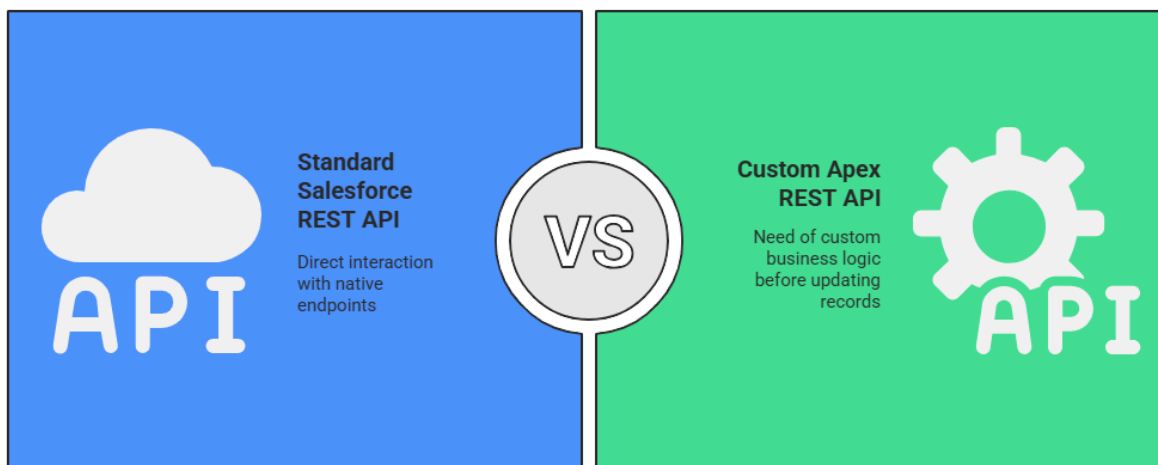 Standard
Salesforce
REST API
Direct interaction
with native
endpoints
API
VS
Custom Apex
REST API
Need of custom
business logic
before updating
records
API